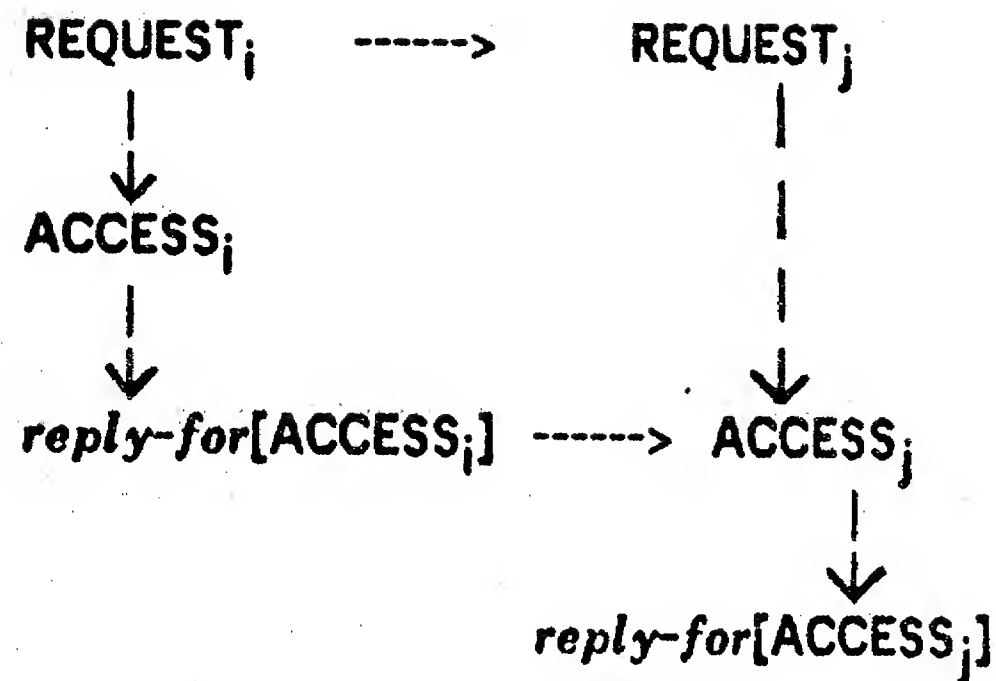 REQUESTᵢ ------> REQUESTⱼ
ACCESSᵢ
reply-for[ACCESSᵢ] ------> ACCESSⱼ
reply-for[ACCESSⱼ]